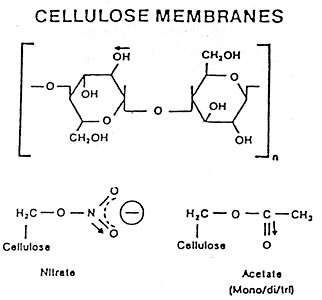 CELLULOSE MEMBRANES
OH
CH₂OH
O
O
OH
O
OH
O
CH₂OH
OH
n
O
O
H₂C – O – N
O
H₂C – O – C – CH₃
O
Cellulose
Cellulose
Nitrate
Acetate
(Mono/di/tri)